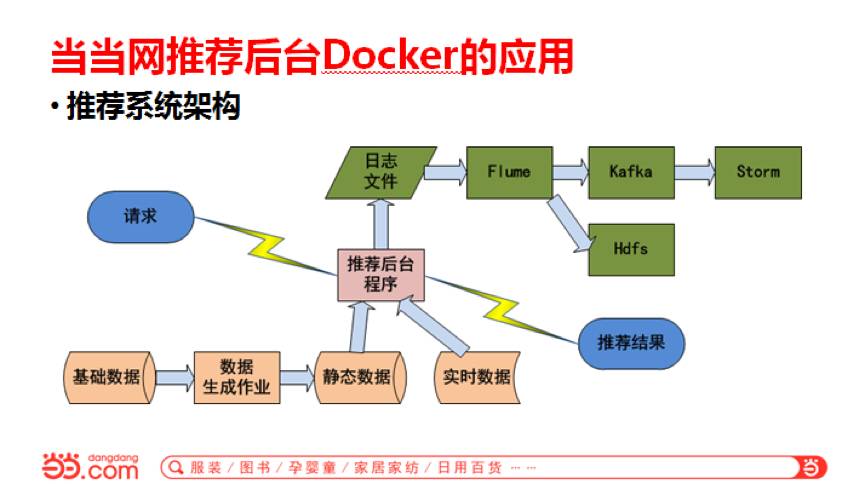 当当网推荐后台Docker的应用
• 推荐系统架构
日志
文件
Flume
Kafka
Storm
请求
Hdfs
推荐后台
程序
推荐结果
基础数据
数据
生成作业
静态数据
实时数据
当当
dangdang
.com
服装 / 图书 / 孕婴童 / 家居家纺 / 日用百货 ……
当